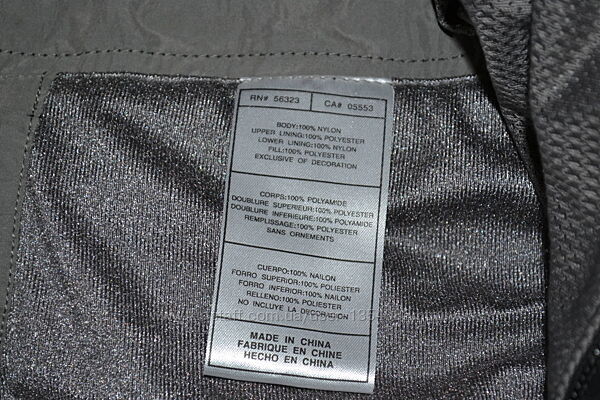 RN# 56323 CA# 05553
BODY:100% NYLON
UPPER LINING:100% POLYESTER
LOWER LINING:100% NYLON
FILL:100% POLYESTER
EXCLUSIVE OF DECORATION
CORPS:100% POLYAMIDE
DOUBLURE SUPERIEUR:100% POLYESTER
DOUBLURE INFERIEURE:100% POLYAMIDE
REMPLISSAGE:100% POLYESTER
SANS ORNEMENTS
CUERPO:100% NAILON
FORRO SUPERIOR:100% POLIESTER
FORRO INFERIOR:100% NAILON
RELLENO:100% POLIESTER
NO INCLUYE LA DECORACION
MADE IN CHINA
FABRIQUE EN CHINE
HECHO EN CHINA